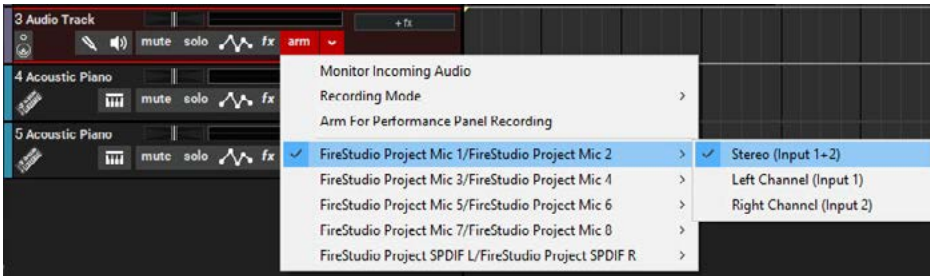 3 Audio Track
+fx
mute solo fx arm
4 Acoustic Piano
mute solo fx
5 Acoustic Piano
mute solo fx
Monitor Incoming Audio
Recording Mode
Arm For Performance Panel Recording
FireStudio Project Mic 1/FireStudio Project Mic 2
FireStudio Project Mic 3/FireStudio Project Mic 4
FireStudio Project Mic 5/FireStudio Project Mic 6
FireStudio Project Mic 7/FireStudio Project Mic 8
FireStudio Project SPDIF L/FireStudio Project SPDIF R
Stereo (Input 1+2)
Left Channel (Input 1)
Right Channel (Input 2)